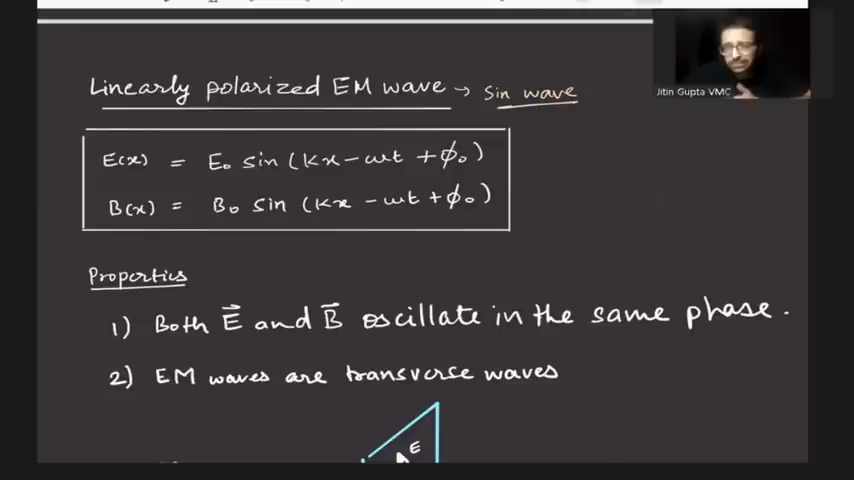 Linearly polarized EM wave → Sin wave
Jitin Gupta VMC
E(x) = E₀ sin (kx - ωt + ϕ₀)
B(x) = B₀ sin (kx - ωt + ϕ₀)
Properties
1) Both E⃗ and B⃗ oscillate in the same phase.
2) EM waves are transverse waves
E